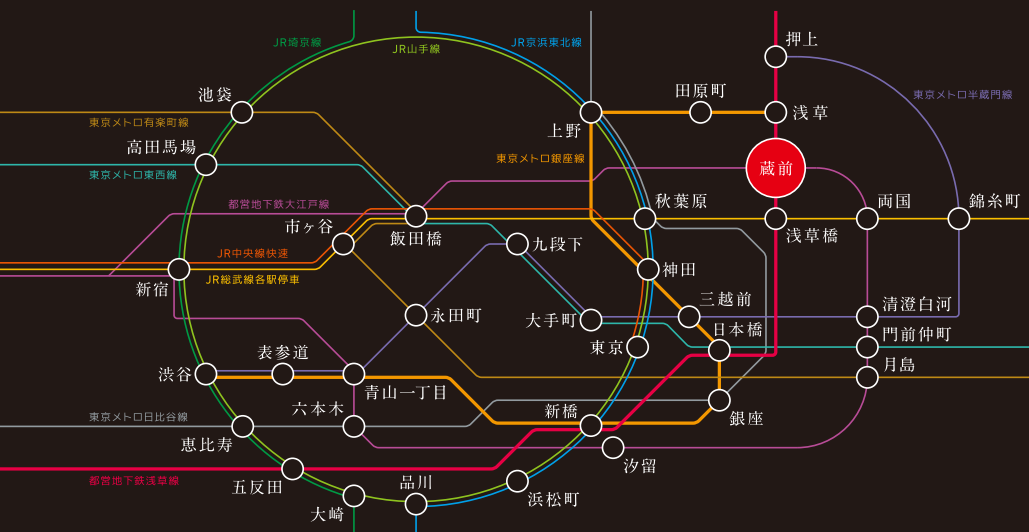 JR埼京線
JR山手線
JR京浜東北線
押上
池袋
田原町
東京メトロ半蔵門線
東京メトロ有楽町線
浅草
上野
高田馬場
東京メトロ銀座線
蔵前
東京メトロ東西線
都営地下鉄大江戸線
秋葉原
両国
錦糸町
市ヶ谷
飯田橋
九段下
浅草橋
JR中央線快速
神田
JR総武線各駅停車
新宿
三越前
清澄白河
永田町
大手町
日本橋
門前仲町
東京
表参道
月島
渋谷
青山一丁目
六本木
新橋
銀座
東京メトロ日比谷線
恵比寿
汐留
都営地下鉄浅草線
五反田
品川
浜松町
大崎